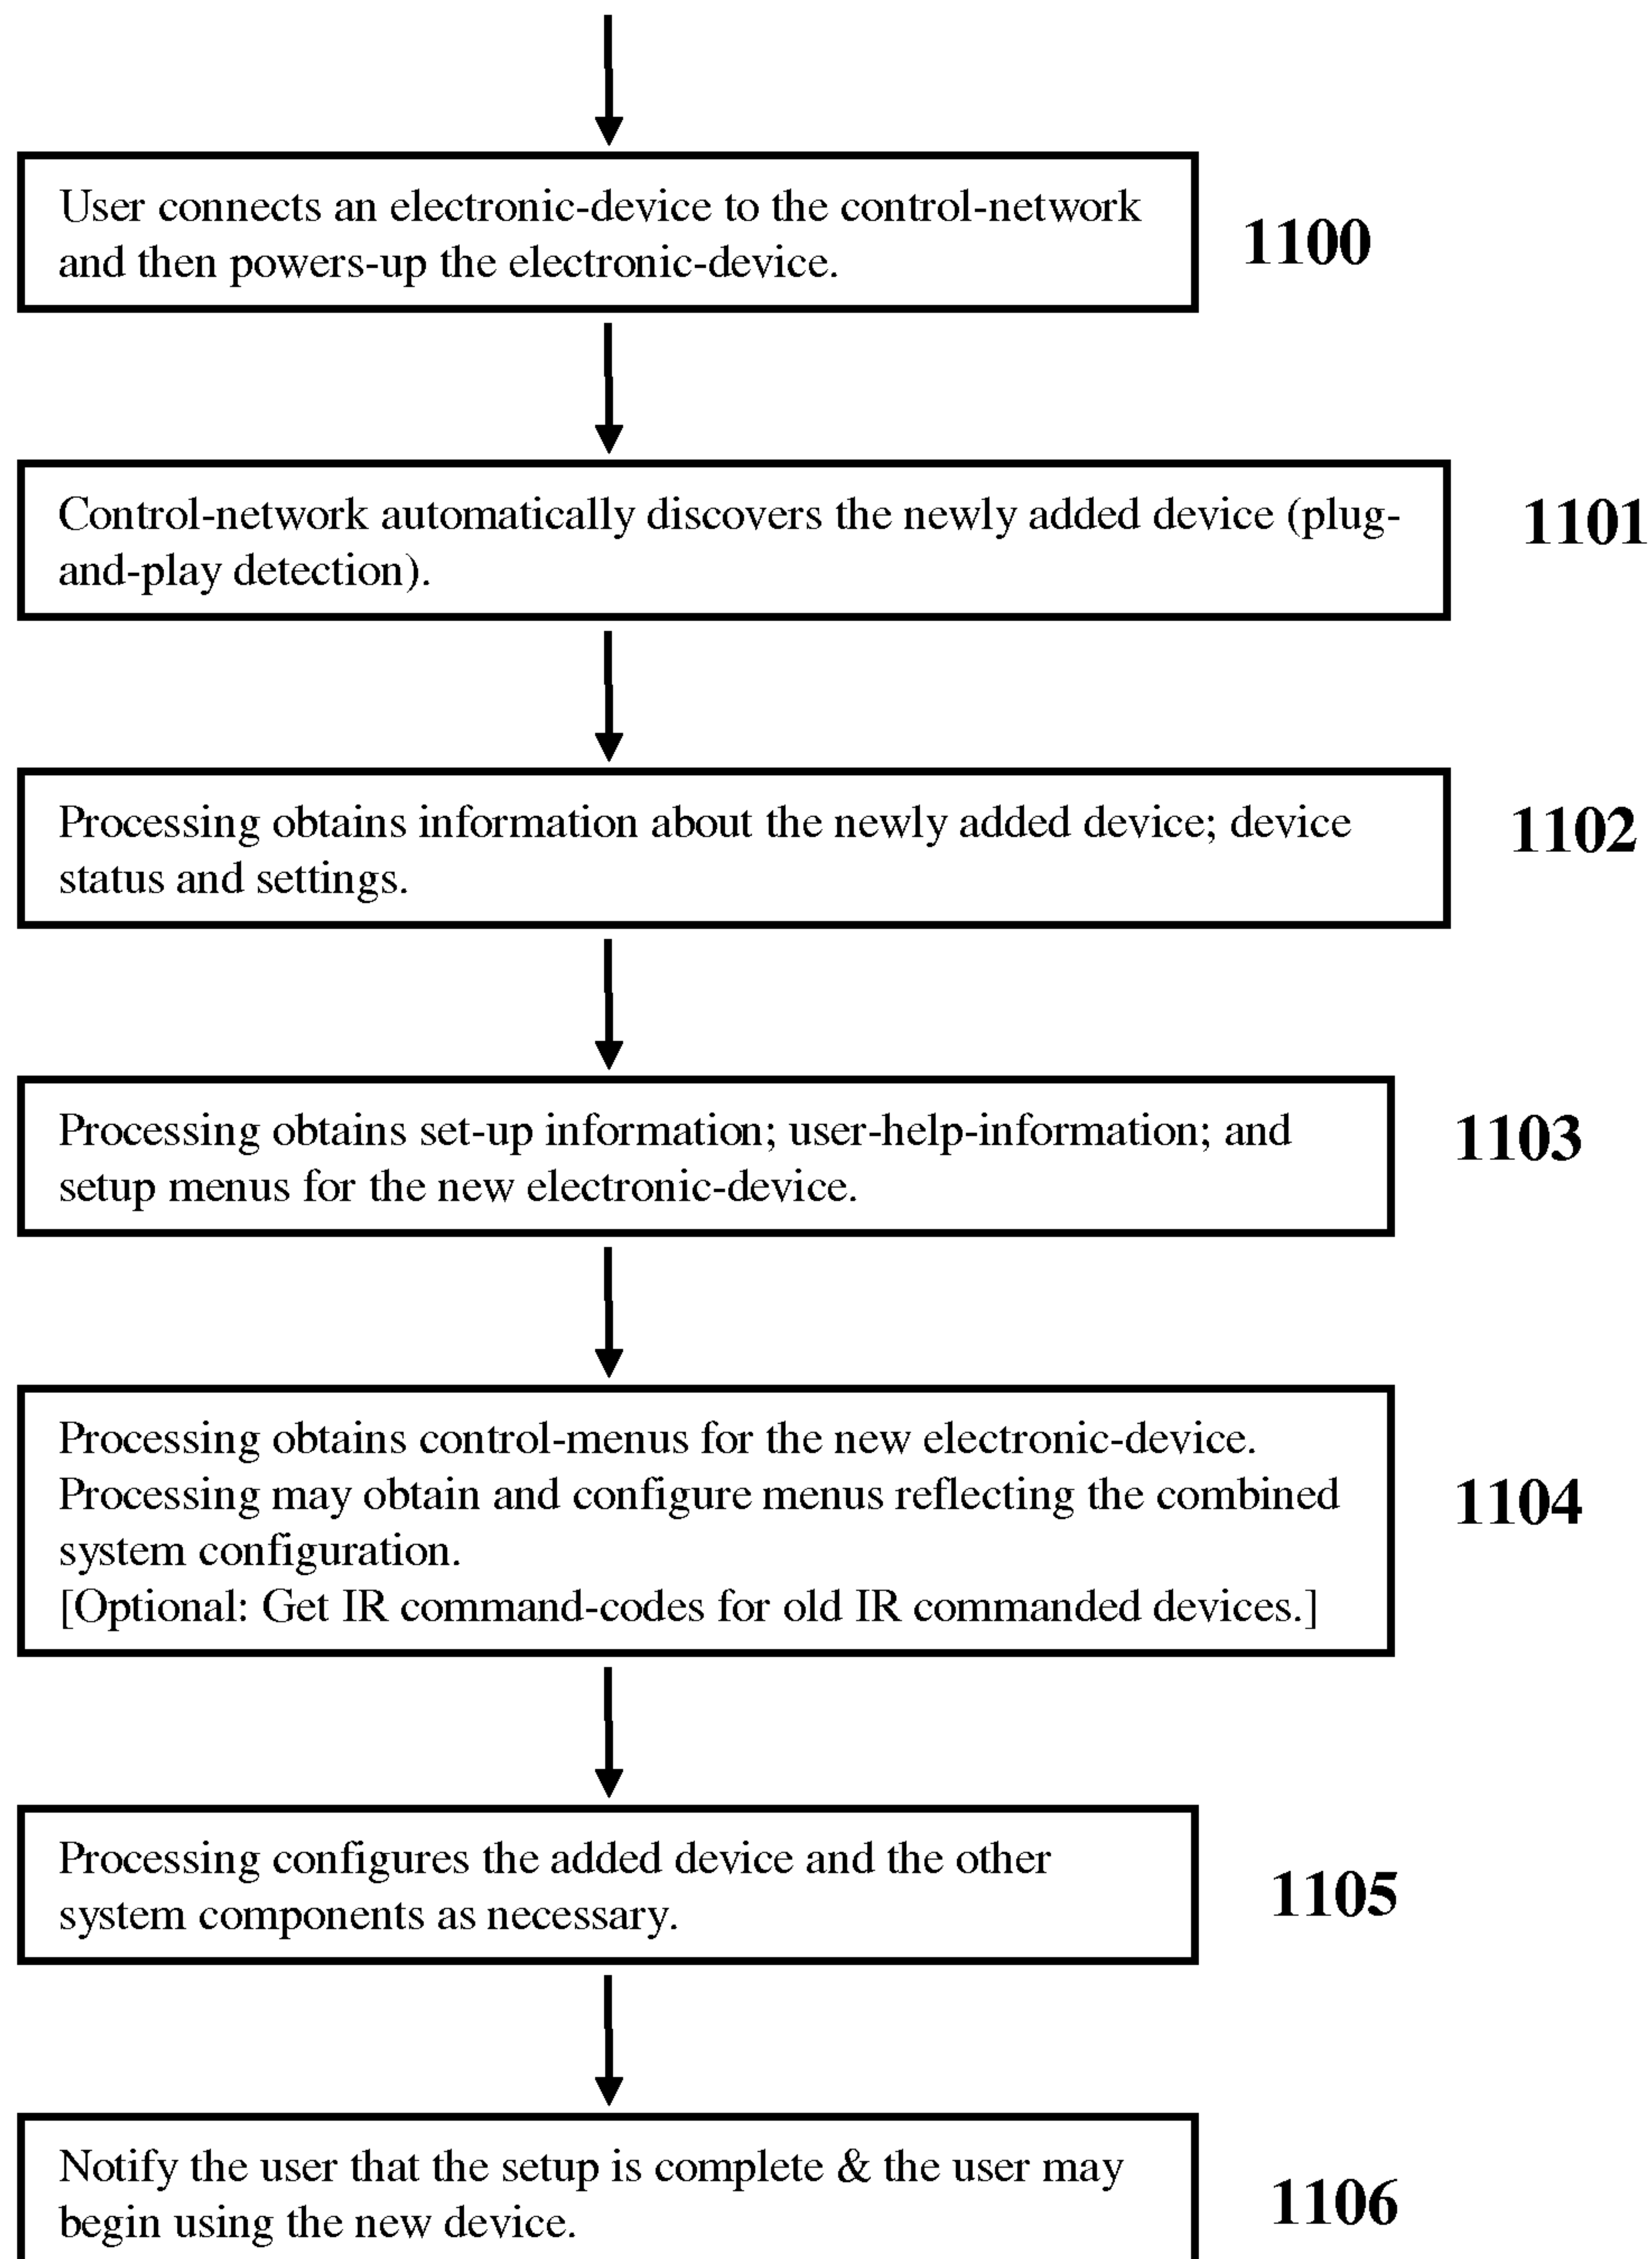 User connects an electronic-device to the control-network
and then powers-up the electronic-device.
1100
Control-network automatically discovers the newly added device (plug-
and-play detection).
1101
Processing obtains information about the newly added device; device
status and settings.
1102
Processing obtains set-up information; user-help-information; and
setup menus for the new electronic-device.
1103
Processing obtains control-menus for the new electronic-device.
Processing may obtain and configure menus reflecting the combined
system configuration.
[Optional: Get IR command-codes for old IR commanded devices.]
1104
Processing configures the added device and the other
system components as necessary.
1105
Notify the user that the setup is complete & the user may
begin using the new device.
1106